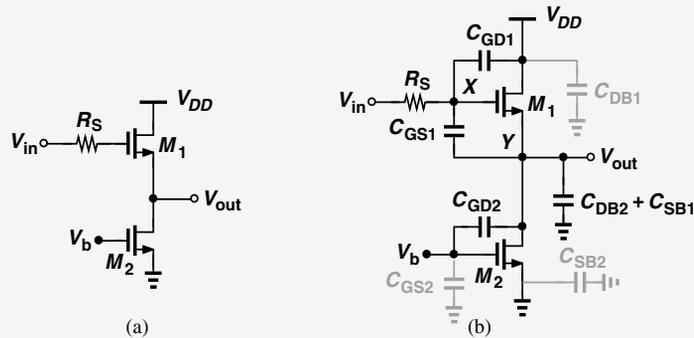 V_DD
R_S
V_in
M_1
V_out
V_b
M_2
(a)
V_DD
C_GD1
R_S
X
V_in
M_1
C_DB1
C_GS1
Y
V_out
C_GD2
C_DB2 + C_SB1
V_b
M_2
C_SB2
C_GS2
(b)